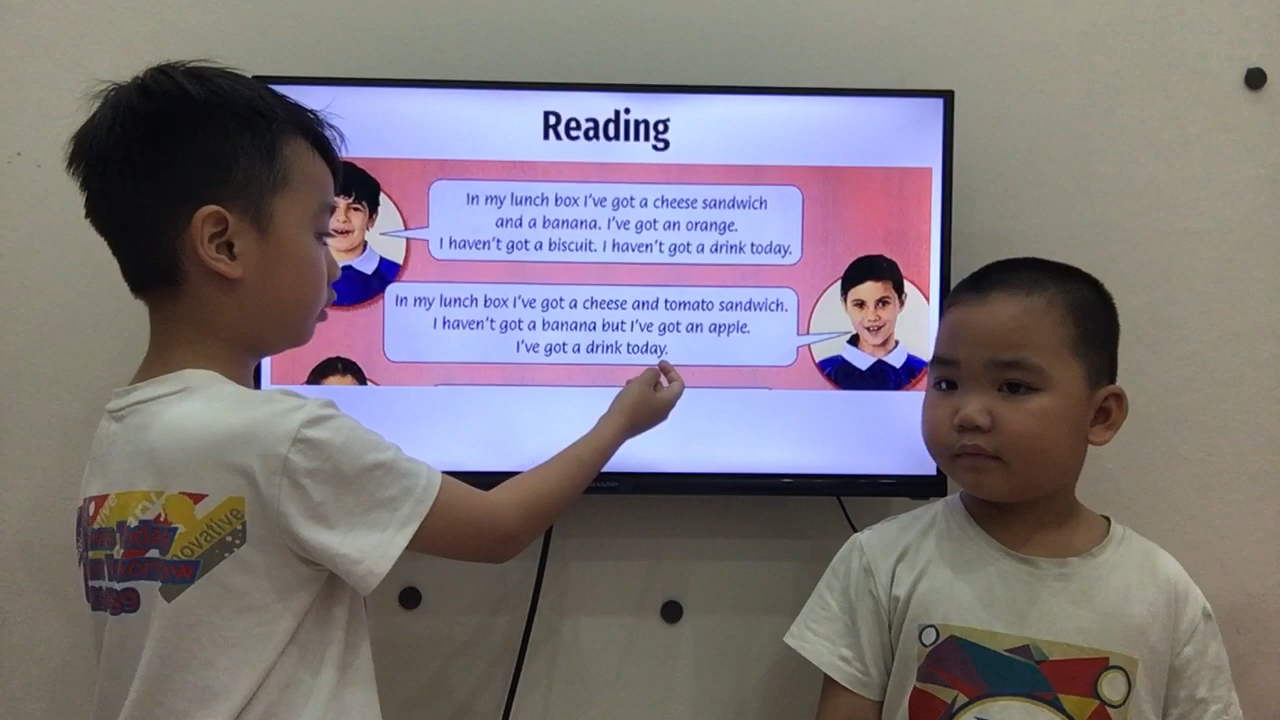 Reading
In my lunch box I've got a cheese sandwich
and a banana. I've got an orange.
I haven't got a biscuit. I haven't got a drink today.
In my lunch box I've got a cheese and tomato sandwich.
I haven't got a banana but I've got an apple.
I've got a drink today.
ovative